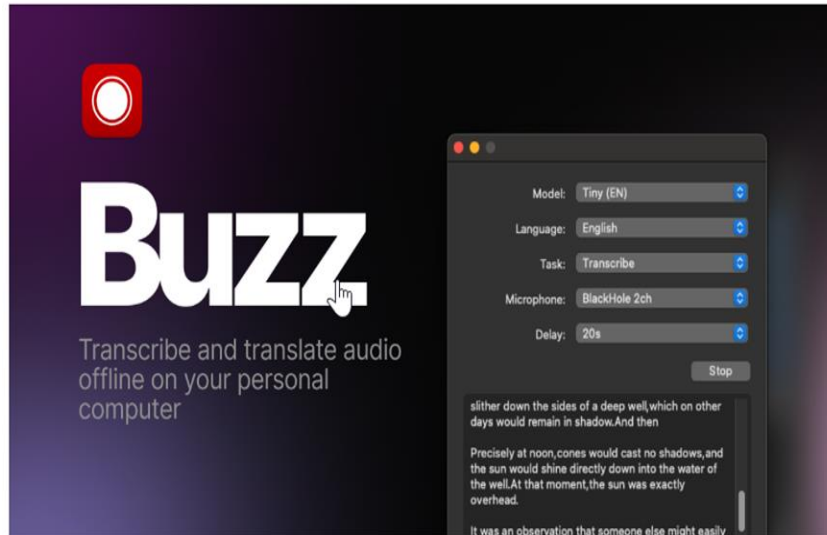 Buzz
Transcribe and translate audio
offline on your personal
computer
Model: Tiny (EN)
Language: English
Task: Transcribe
Microphone: BlackHole 2ch
Delay: 20s
Stop
slither down the sides of a deep well,which on other
days would remain in shadow.And then
Precisely at noon,cones would cast no shadows,and
the sun would shine directly down into the water of
the well.At that moment,the sun was exactly
overhead.
It was an observation that someone else might easily